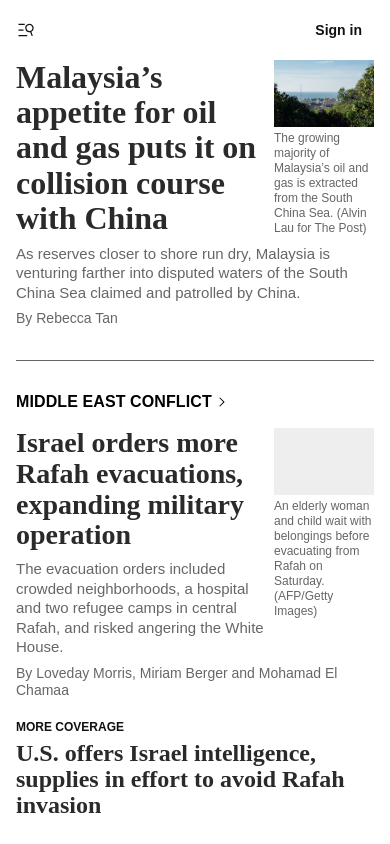 Sign in
Malaysia’s
appetite for oil
and gas puts it on
collision course
with China
The growing
majority of
Malaysia’s oil and
gas is extracted
from the South
China Sea. (Alvin
Lau for The Post)
As reserves closer to shore run dry, Malaysia is
venturing farther into disputed waters of the South
China Sea claimed and patrolled by China.
By Rebecca Tan
MIDDLE EAST CONFLICT
Israel orders more
Rafah evacuations,
expanding military
operation
An elderly woman
and child wait with
belongings before
evacuating from
Rafah on
Saturday.
(AFP/Getty
Images)
The evacuation orders included
crowded neighborhoods, a hospital
and two refugee camps in central
Rafah, and risked angering the White
House.
By Loveday Morris, Miriam Berger and Mohamad El
Chamaa
MORE COVERAGE
U.S. offers Israel intelligence,
supplies in effort to avoid Rafah
invasion